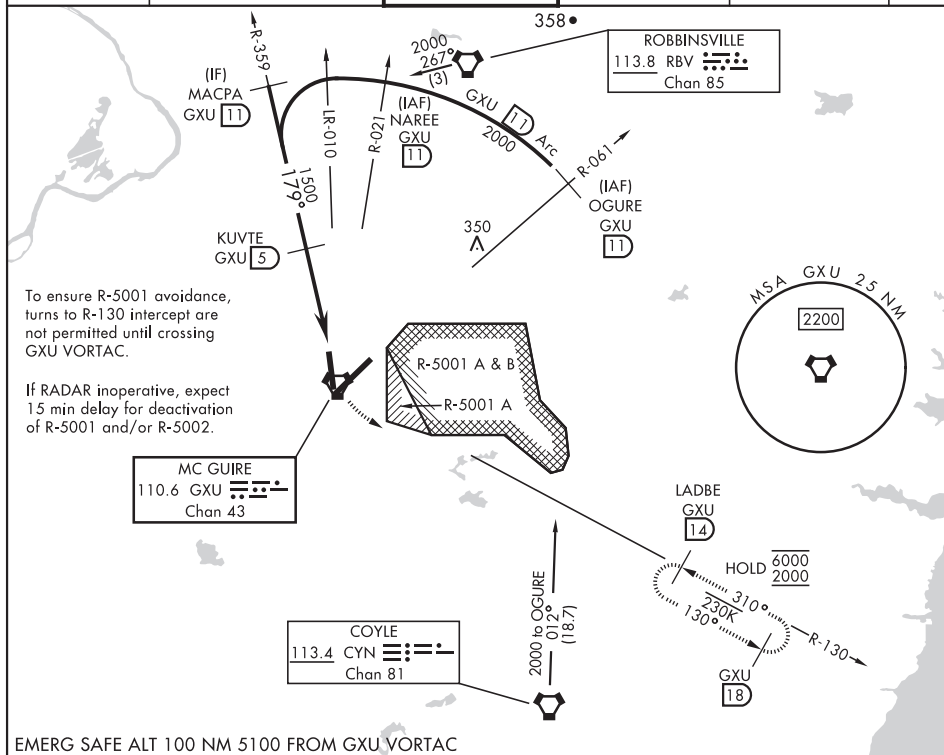 358
ROBBINSVILLE
113.8 RBV
Chan 85
R-359
2000
267°
(3)
(IF)
MACPA
GXU 11
LR-010
R-021
(IAF)
NAREE
GXU
11
GXU 11 Arc
2000
R-061
(IAF)
OGURE
GXU
11
1500
179°
350
KUVTE
GXU 5
MSA GXU 25 NM
2200
To ensure R-5001 avoidance,
turns to R-130 intercept are
not permitted until crossing
GXU VORTAC.
R-5001 A & B
R-5001 A
If RADAR inoperative, expect
15 min delay for deactivation
of R-5001 and/or R-5002.
MC GUIRE
110.6 GXU
Chan 43
LADBE
GXU
14
HOLD 6000
2000
310°
230K
130°
R-130
GXU
18
2000 to OGURE
012°
(18.7)
COYLE
113.4 CYN
Chan 81
EMERG SAFE ALT 100 NM 5100 FROM GXU VORTAC